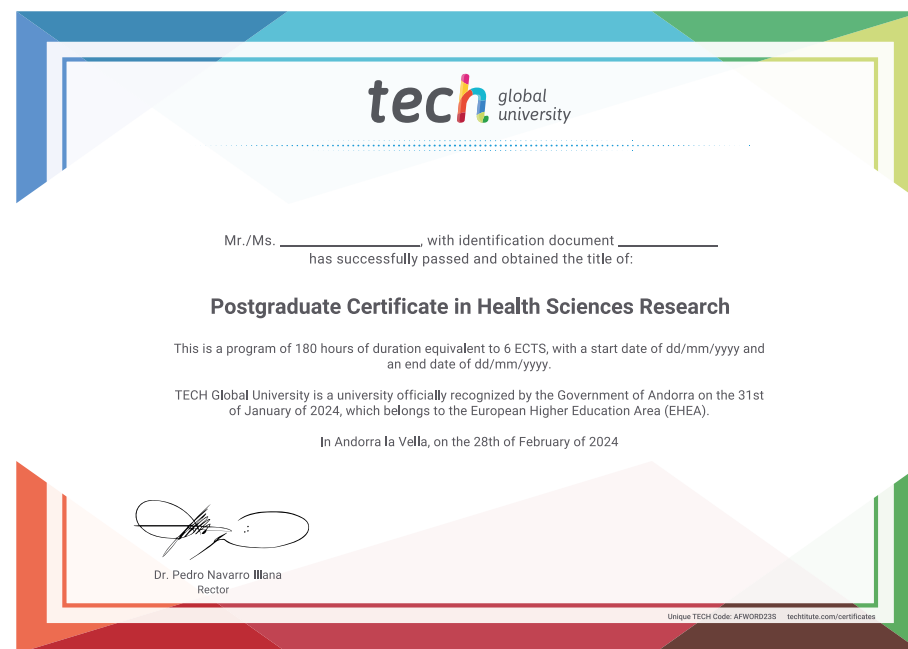 tech global
university
Mr./Ms. ____________, with identification document ____________
has successfully passed and obtained the title of:
Postgraduate Certificate in Health Sciences Research
This is a program of 180 hours of duration equivalent to 6 ECTS, with a start date of dd/mm/yyyy and
an end date of dd/mm/yyyy.
TECH Global University is a university officially recognized by the Government of Andorra on the 31st
of January of 2024, which belongs to the European Higher Education Area (EHEA).
In Andorra la Vella, on the 28th of February of 2024
Dr. Pedro Navarro Illana
Rector
Unique TECH Code: AFWORD23S techtitute.com/certificates